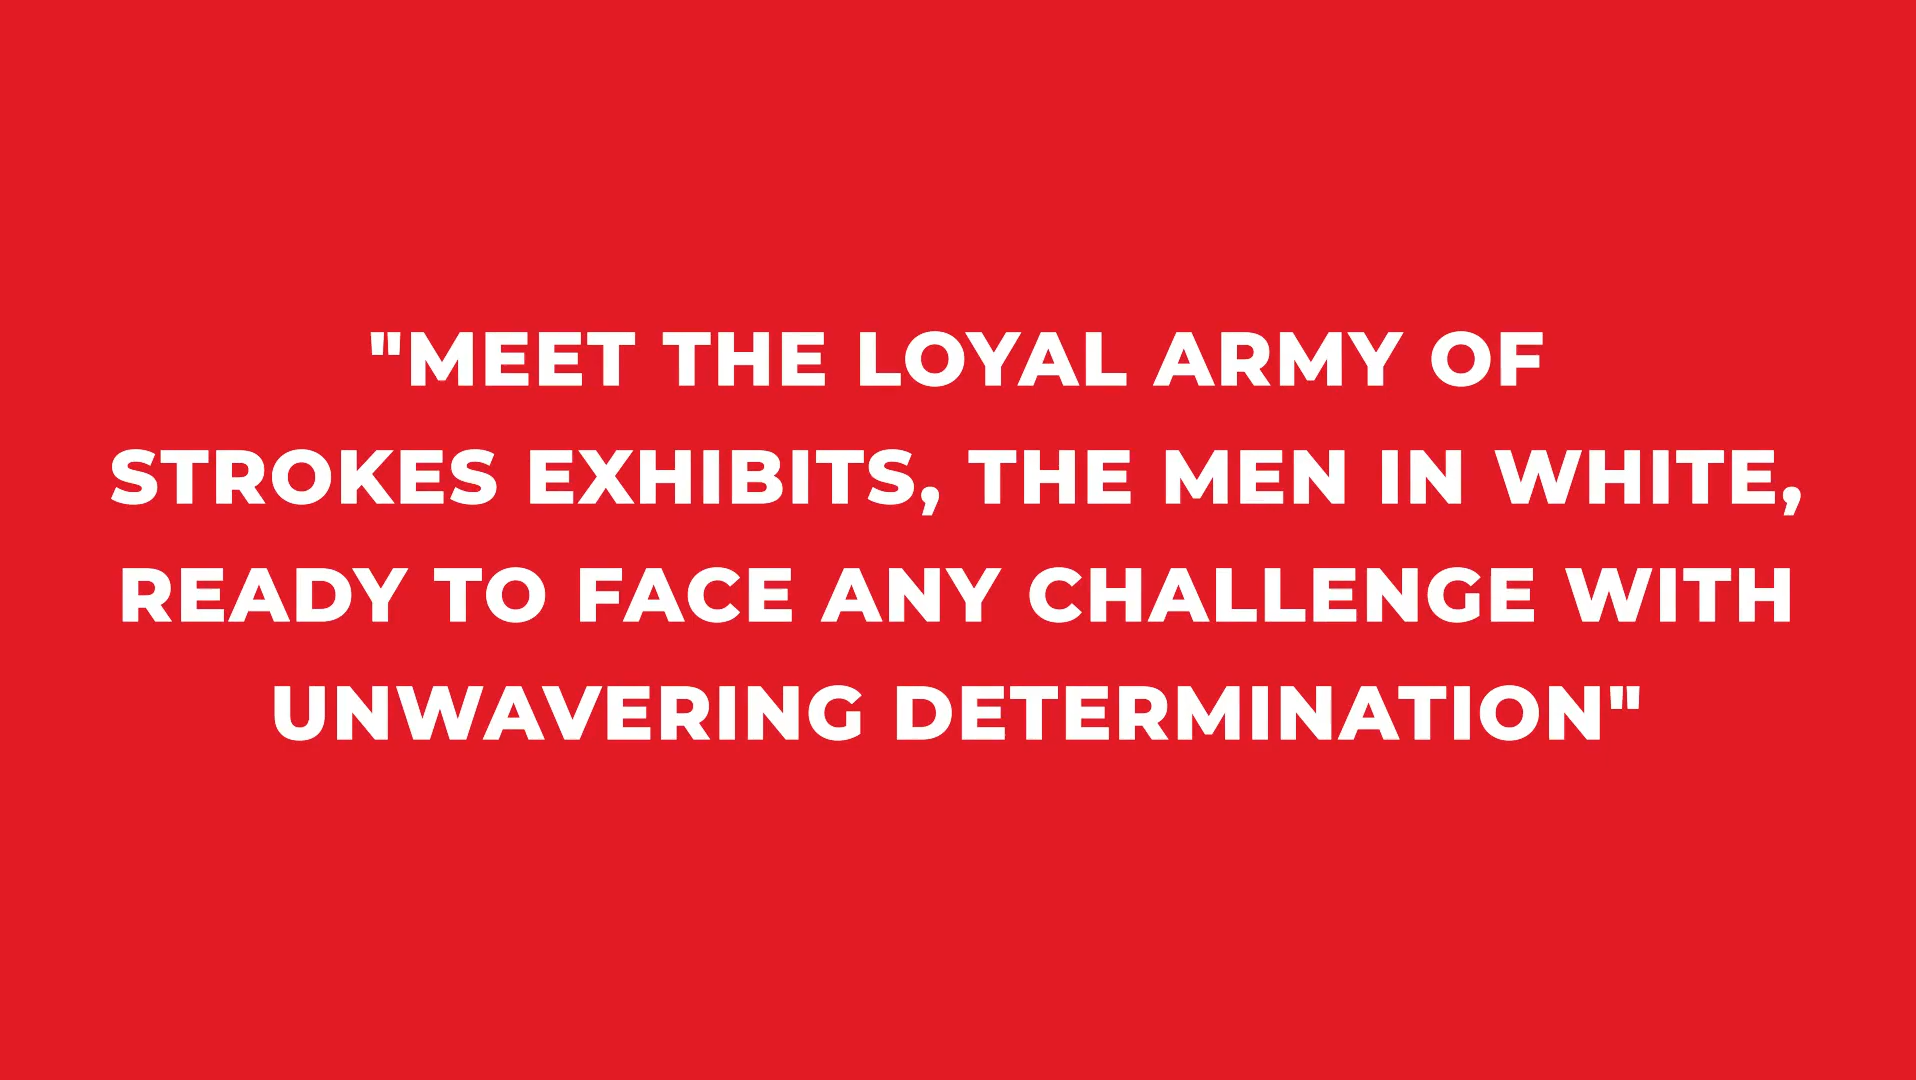 "MEET THE LOYAL ARMY OF
STROKES EXHIBITS, THE MEN IN WHITE,
READY TO FACE ANY CHALLENGE WITH
UNWAVERING DETERMINATION"